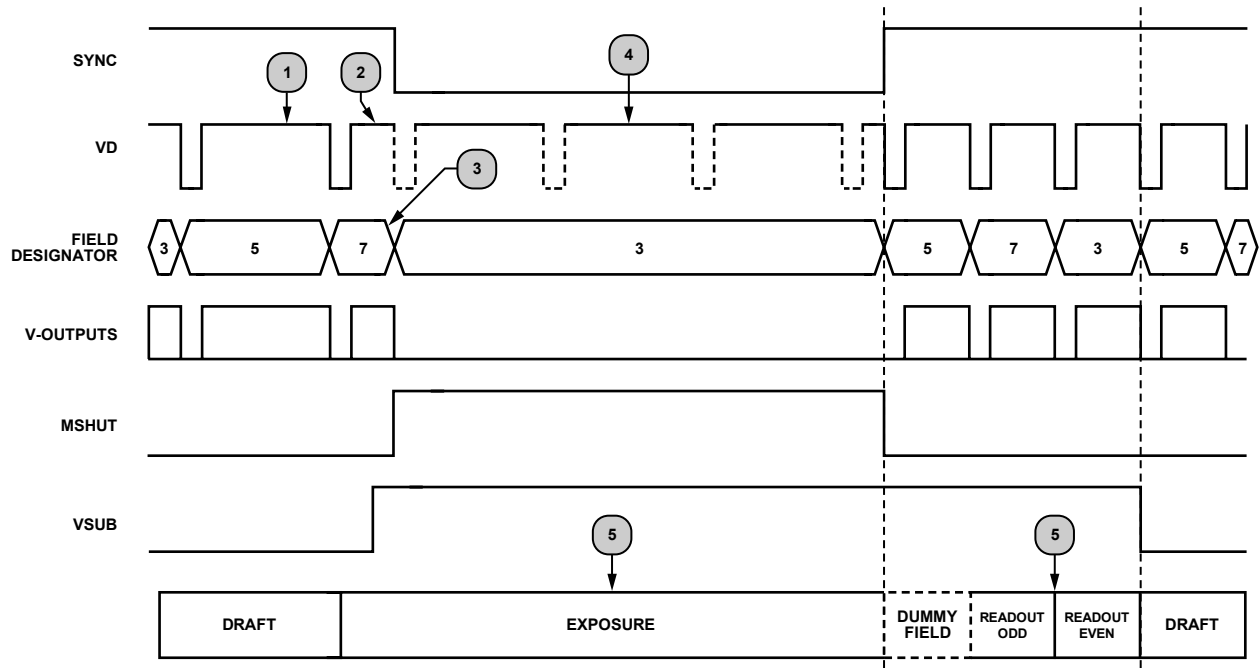 SYNC
1
2
4
VD
3
FIELD
DESIGNATOR
3
5
7
3
5
7
3
5
7
V-OUTPUTS
MSHUT
VSUB
5
5
DRAFT
EXPOSURE
DUMMY
FIELD
READOUT
ODD
READOUT
EVEN
DRAFT